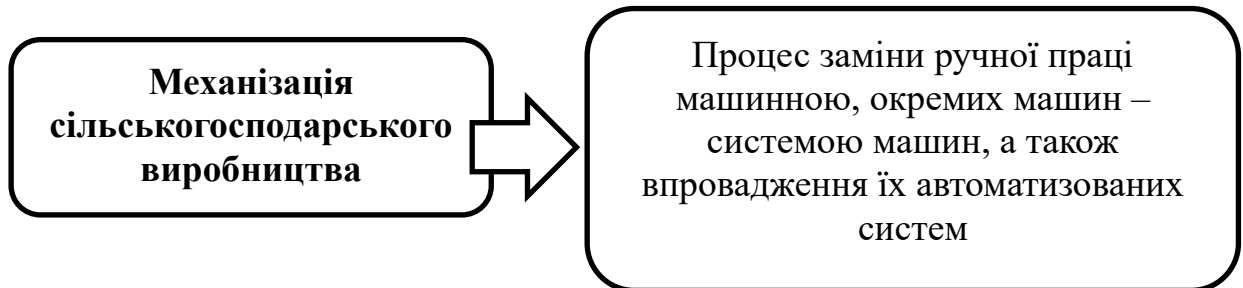 Механізація
сільськогосподарського
виробництва
Процес заміни ручної праці
машинною, окремих машин –
системою машин, а також
впровадження їх автоматизованих
систем